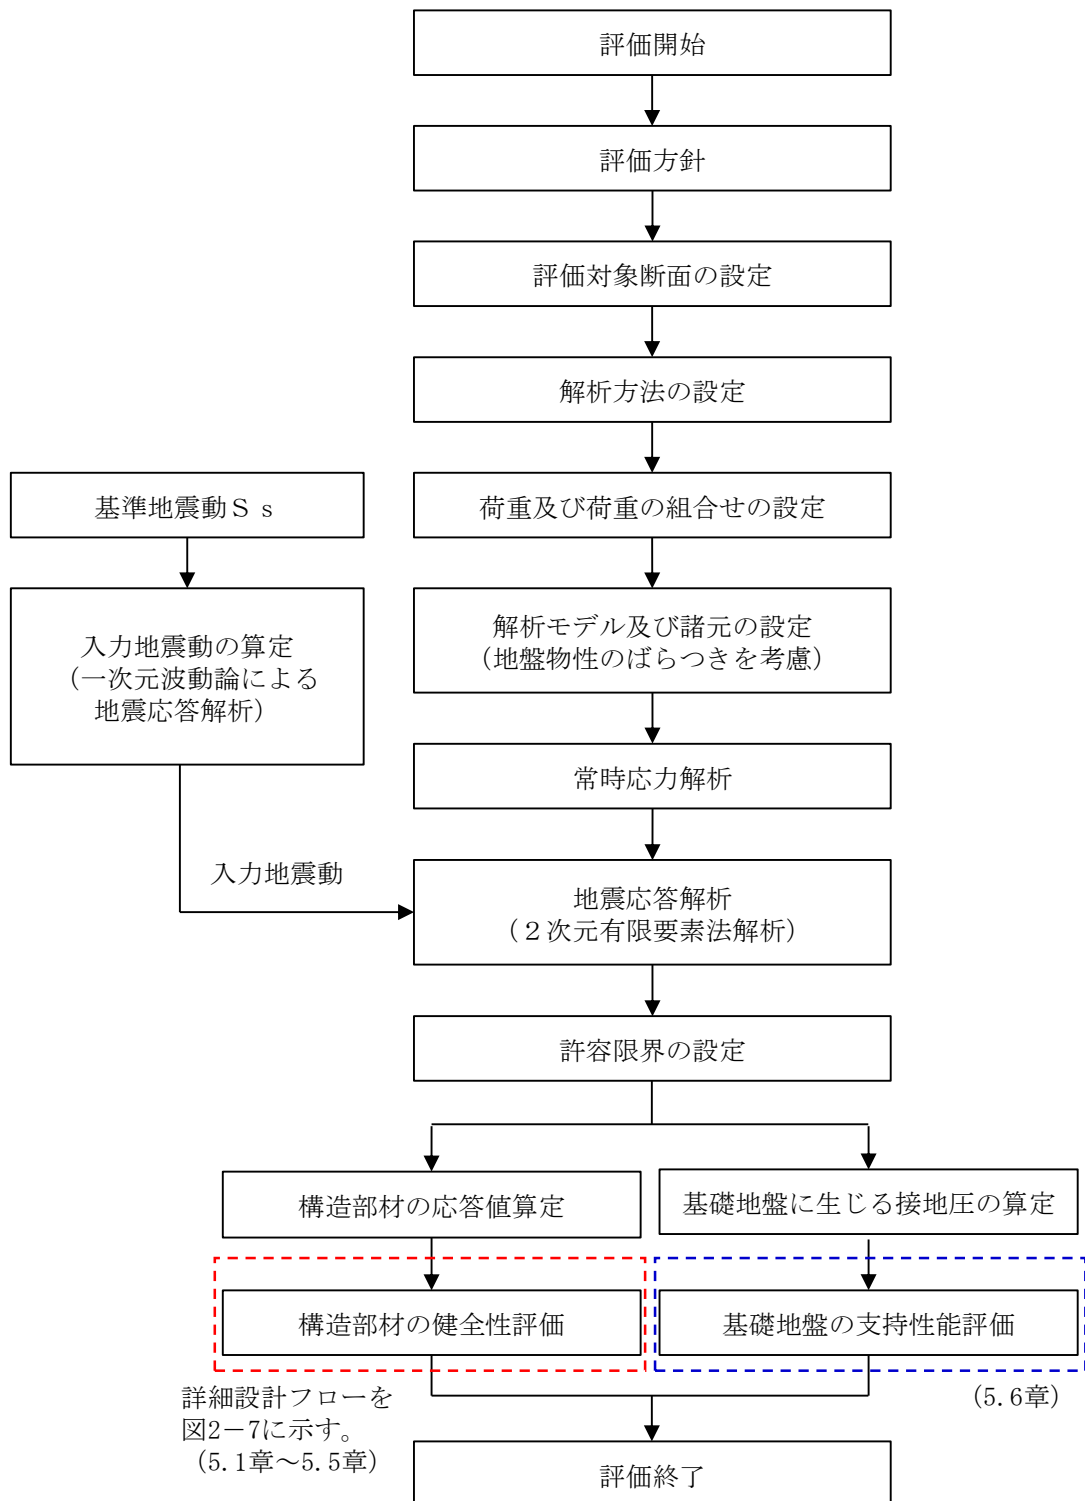 評価開始
評価方針
評価対象断面の設定
解析方法の設定
基準地震動Ｓｓ
荷重及び荷重の組合せの設定
入力地震動の算定
（一次元波動論による
地震応答解析）
解析モデル及び諸元の設定
（地盤物性のばらつきを考慮）
常時応力解析
入力地震動
地震応答解析
（２次元有限要素法解析）
許容限界の設定
構造部材の応答値算定
基礎地盤に生じる接地圧の算定
構造部材の健全性評価
基礎地盤の支持性能評価
詳細設計フローを
図2－7に示す。
（5.1章～5.5章）
（5.6章）
評価終了